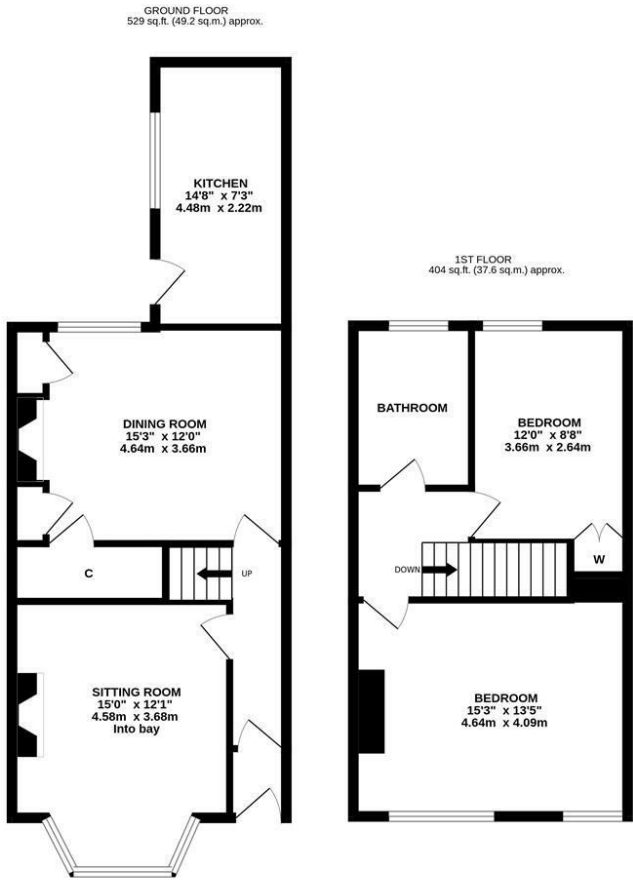 GROUND FLOOR
529 sq.ft. (49.2 sq.m.) approx.
KITCHEN
14'8" x 7'3"
4.48m x 2.22m
DINING ROOM
15'3" x 12'0"
4.64m x 3.66m
C
UP
SITTING ROOM
15'0" x 12'1"
4.58m x 3.68m
Into bay
1ST FLOOR
404 sq.ft. (37.6 sq.m.) approx.
BATHROOM
BEDROOM
12'0" x 8'8"
3.66m x 2.64m
W
DOWN
BEDROOM
15'3" x 13'5"
4.64m x 4.09m